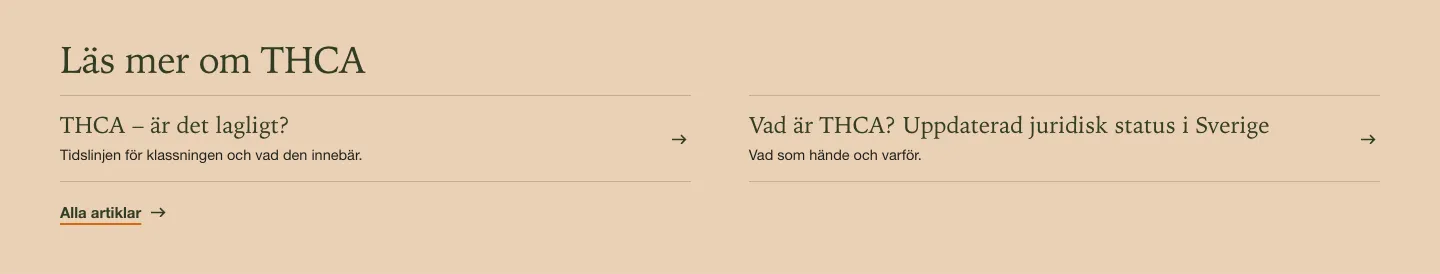 Läs mer om THCA
THCA – är det lagligt?
Tidslinjen för klassningen och vad den innebär.
Vad är THCA? Uppdaterad juridisk status i Sverige
Vad som hände och varför.
Alla artiklar